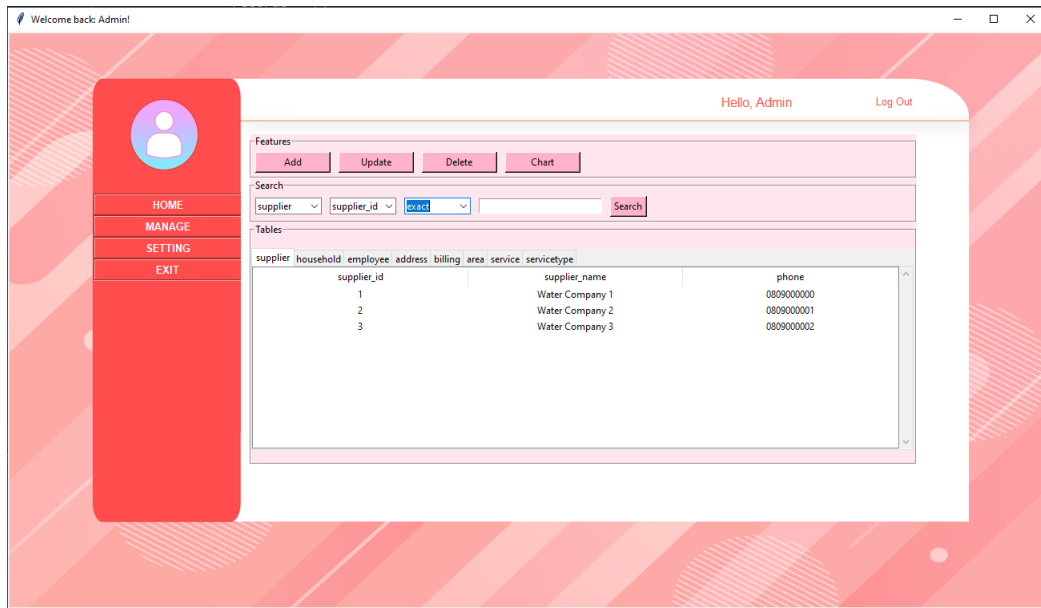 Welcome back: Admin!
Hello, Admin
Log Out
HOME
MANAGE
SETTING
EXIT
Features
Add Update Delete Chart
Search
supplier supplier_id exact Search
Tables
supplier household employee address billing area service servicetype
supplier_id supplier_name phone
1 Water Company 1 0809000000
2 Water Company 2 0809000001
3 Water Company 3 0809000002